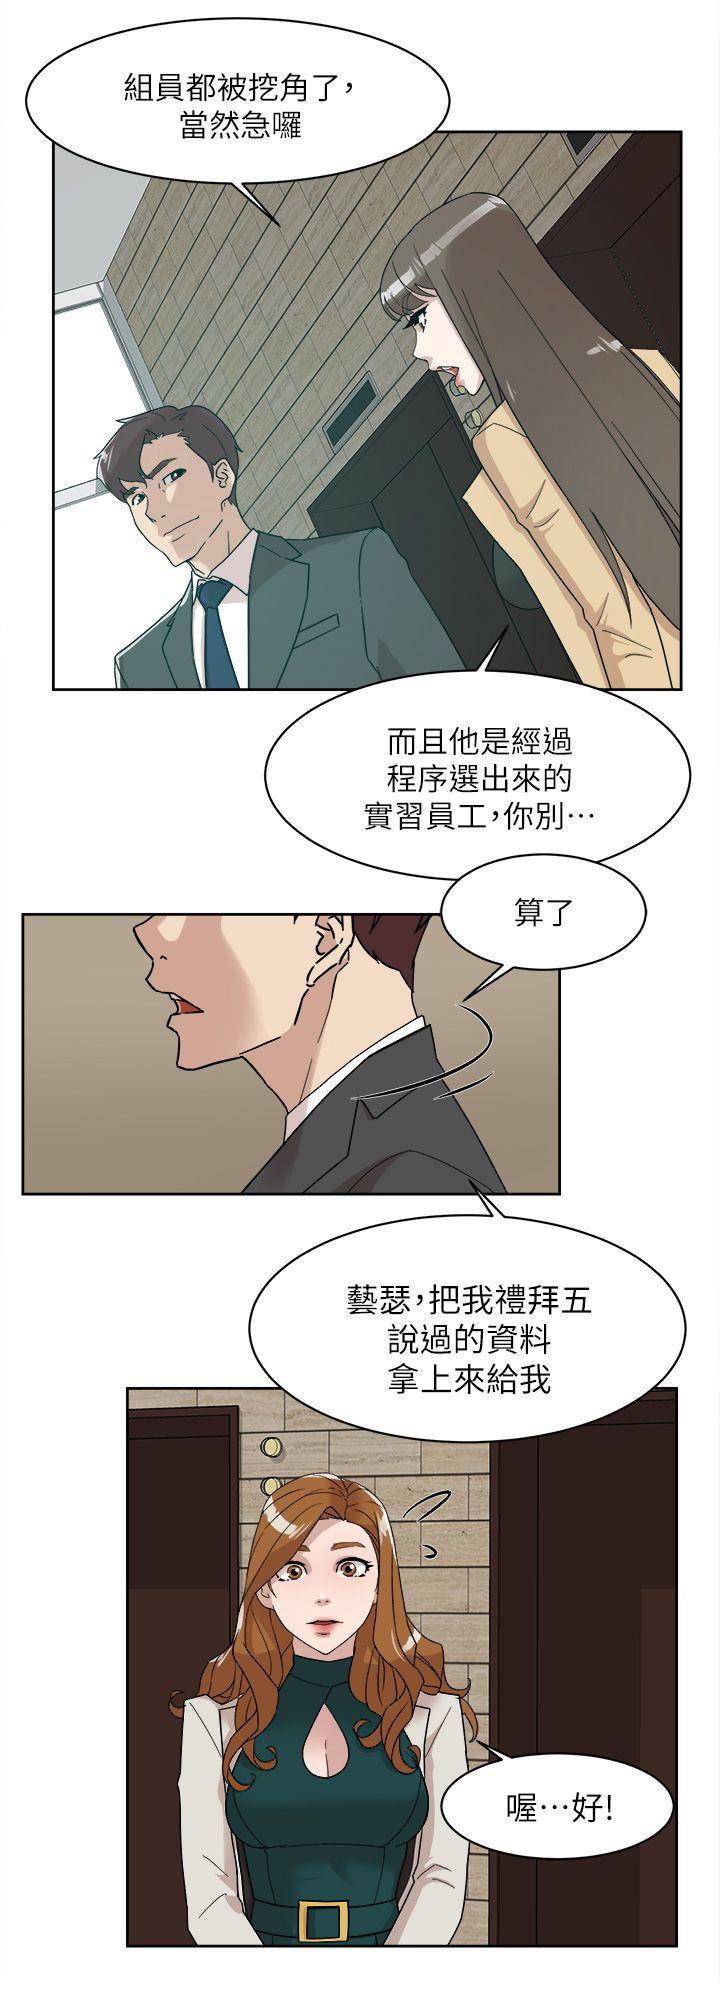 組員都被挖角了，
當然急囉
而且他是經過
程序選出來的
實習員工，你別…
算了
藝瑟，把我禮拜五
說過的資料
拿上來給我
喔…好!